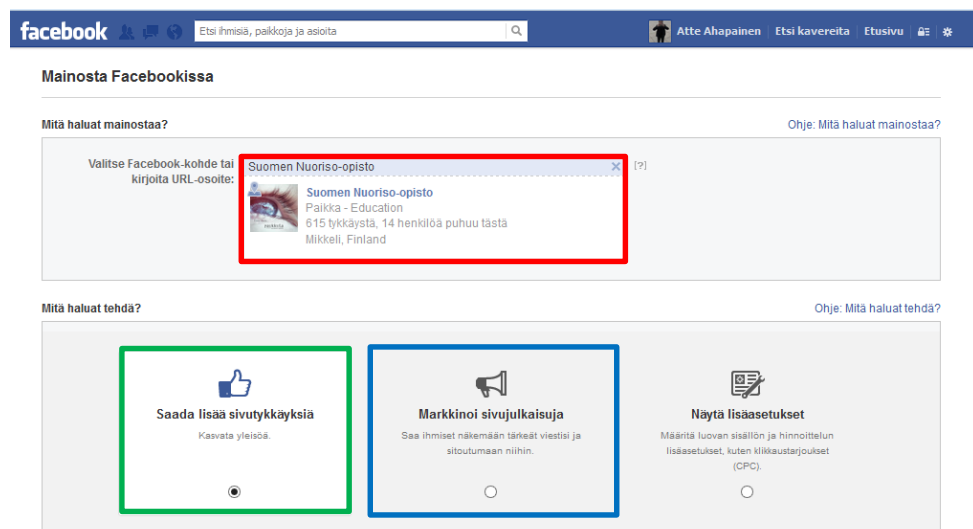 facebook Etsi ihmisiä, paikkoja ja asioita Atte Ahapainen Etsi kavereita Etusivu
Mainosta Facebookissa
Mitä haluat mainostaa? Ohje: Mitä haluat mainostaa?
Valitse Facebook-kohde tai
kirjoita URL-osoite:
Suomen Nuoriso-opisto × [?]
Suomen Nuoriso-opisto
Paikka - Education
615 tykkäystä, 14 henkilöä puhuu tästä
Mikkeli, Finland
Mitä haluat tehdä? Ohje: Mitä haluat tehdä?
Saada lisää sivutykkäyksiä
Kasvata yleisöä.
Markkinoi sivujulkaisuja
Saa ihmiset näkemään tärkeät viestisi ja
sitoutumaan niihin.
Näytä lisäasetukset
Määritä luovan sisällön ja hinnoittelun
lisäasetukset, kuten klikkaustarjoukset
(CPC).